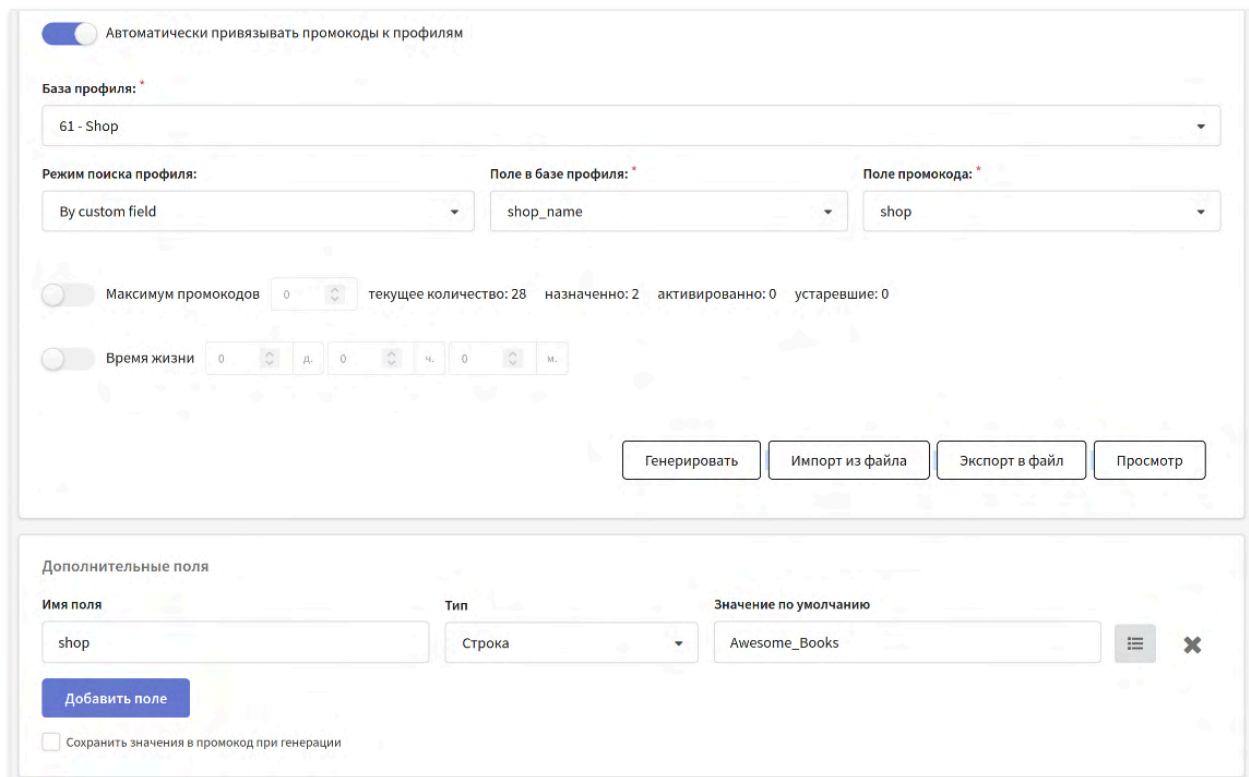 Автоматически привязывать промокоды к профилям
База профиля: *
61 - Shop
Режим поиска профиля: Поле в базе профиля: * Поле промокода: *
By custom field shop_name shop
Максимум промокодов 0 текущее количество: 28 назначенно: 2 активированно: 0 устаревшие: 0
Время жизни 0 д. 0 ч. 0 м.
Генерировать Импорт из файла Экспорт в файл Просмотр
Дополнительные поля
Имя поля Тип Значение по умолчанию
shop Строка Awesome_Books
Добавить поле
Сохранить значения в промокод при генерации